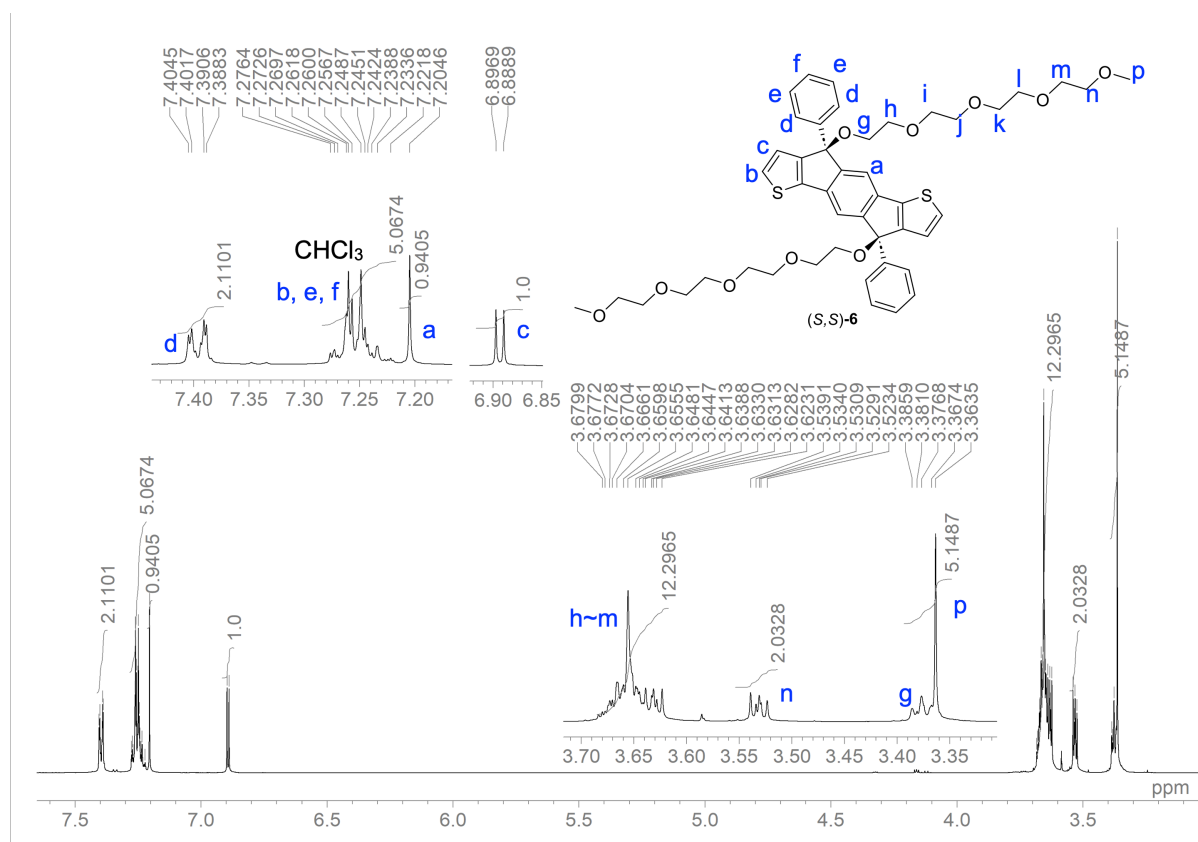 7.4045
7.4017
7.3906
7.3883
7.2764
7.2726
7.2697
7.2618
7.2600
7.2567
7.2487
7.2451
7.2424
7.2388
7.2336
7.2218
7.2046
6.8969
6.8889
f
e
e
d
d
g
h
i
j
k
l
m
n
p
O
O
O
O
O
c
b
a
S
S
O
O
O
O
O
(S,S)-6
CHCl3
2.1101
5.0674
0.9405
1.0
d
b, e, f
a
c
7.40
7.35
7.30
7.25
7.20
6.90
6.85
3.6799
3.6772
3.6728
3.6704
3.6661
3.6598
3.6555
3.6481
3.6447
3.6413
3.6388
3.6330
3.6313
3.6282
3.6231
3.5391
3.5340
3.5309
3.5291
3.5234
3.3859
3.3810
3.3768
3.3674
3.3635
12.2965
5.1487
2.0328
h~m
12.2965
2.0328
n
g
5.1487
p
3.70
3.65
3.60
3.55
3.50
3.45
3.40
3.35
2.1101
5.0674
0.9405
1.0
ppm
7.5
7.0
6.5
6.0
5.5
5.0
4.5
4.0
3.5